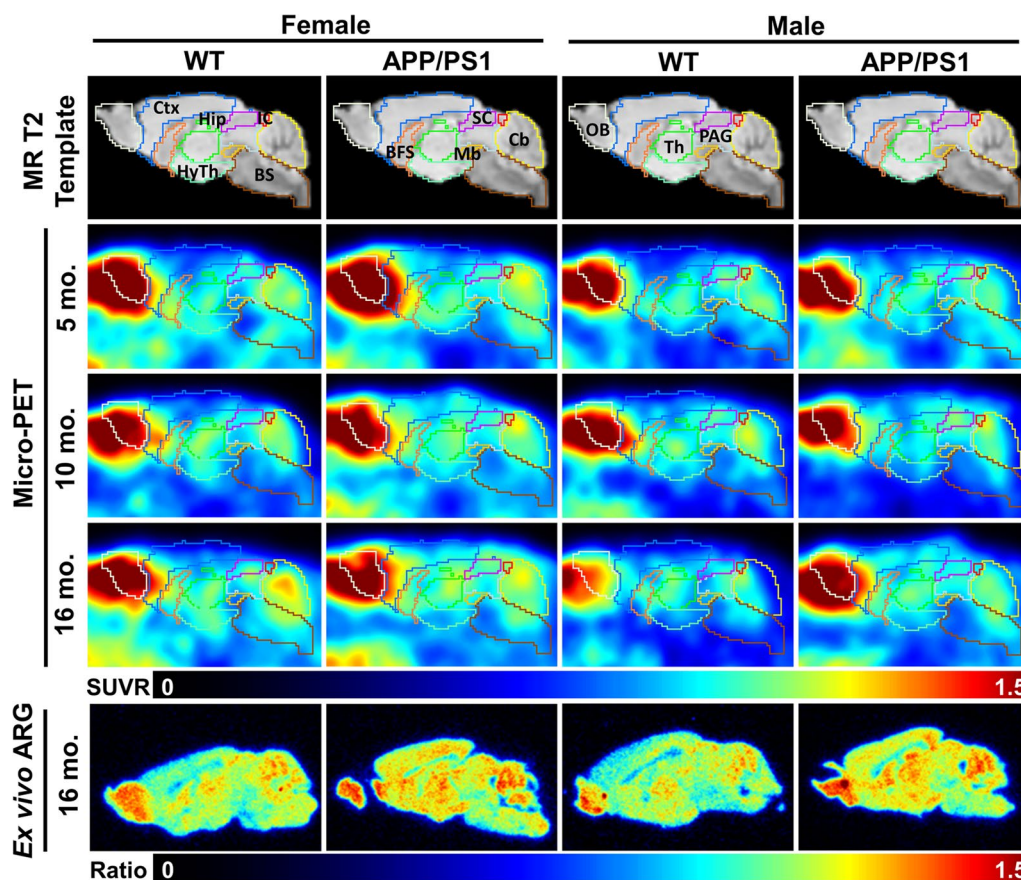 Female Male
WT APP/PS1 WT APP/PS1
MR T2
Template
Ctx Hip IC HyTh BS
SC BFS Mb Cb
OB Th PAG
Micro-PET
5 mo.
10 mo.
16 mo.
SUVR 0 1.5
Ex vivo ARG
16 mo.
Ratio 0 1.5